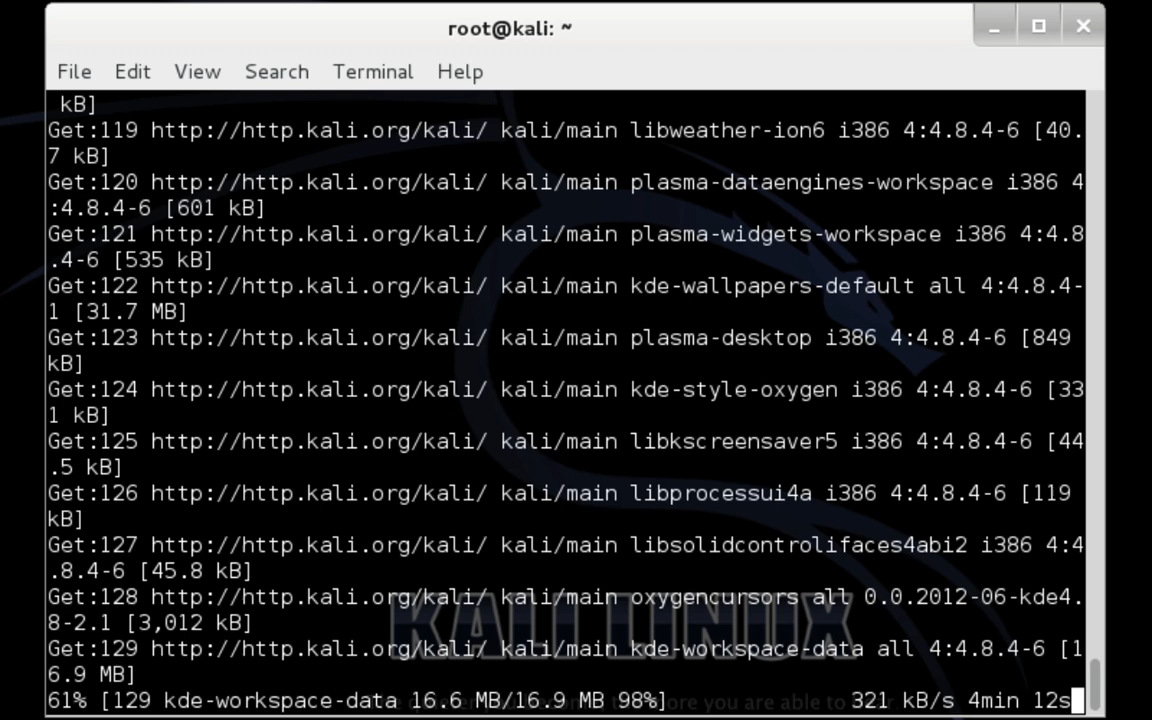 root@kali: ~
File Edit View Search Terminal Help
kB]
Get:119 http://http.kali.org/kali/ kali/main libweather-ion6 i386 4:4.8.4-6 [40.
7 kB]
Get:120 http://http.kali.org/kali/ kali/main plasma-dataengines-workspace i386 4
:4.8.4-6 [601 kB]
Get:121 http://http.kali.org/kali/ kali/main plasma-widgets-workspace i386 4:4.8
.4-6 [535 kB]
Get:122 http://http.kali.org/kali/ kali/main kde-wallpapers-default all 4:4.8.4-
1 [31.7 MB]
Get:123 http://http.kali.org/kali/ kali/main plasma-desktop i386 4:4.8.4-6 [849
kB]
Get:124 http://http.kali.org/kali/ kali/main kde-style-oxygen i386 4:4.8.4-6 [33
1 kB]
Get:125 http://http.kali.org/kali/ kali/main libkscreensaver5 i386 4:4.8.4-6 [44
.5 kB]
Get:126 http://http.kali.org/kali/ kali/main libprocessui4a i386 4:4.8.4-6 [119
kB]
Get:127 http://http.kali.org/kali/ kali/main libsolidcontrolifaces4abi2 i386 4:4
.8.4-6 [45.8 kB]
Get:128 http://http.kali.org/kali/ kali/main oxygencursors all 0.0.2012-06-kde4.
8-2.1 [3,012 kB]
KALI LINUX
Get:129 http://http.kali.org/kali/ kali/main kde-workspace-data all 4:4.8.4-6 [1
6.9 MB]
61% [129 kde-workspace-data 16.6 MB/16.9 MB 98%] 321 kB/s 4min 12s